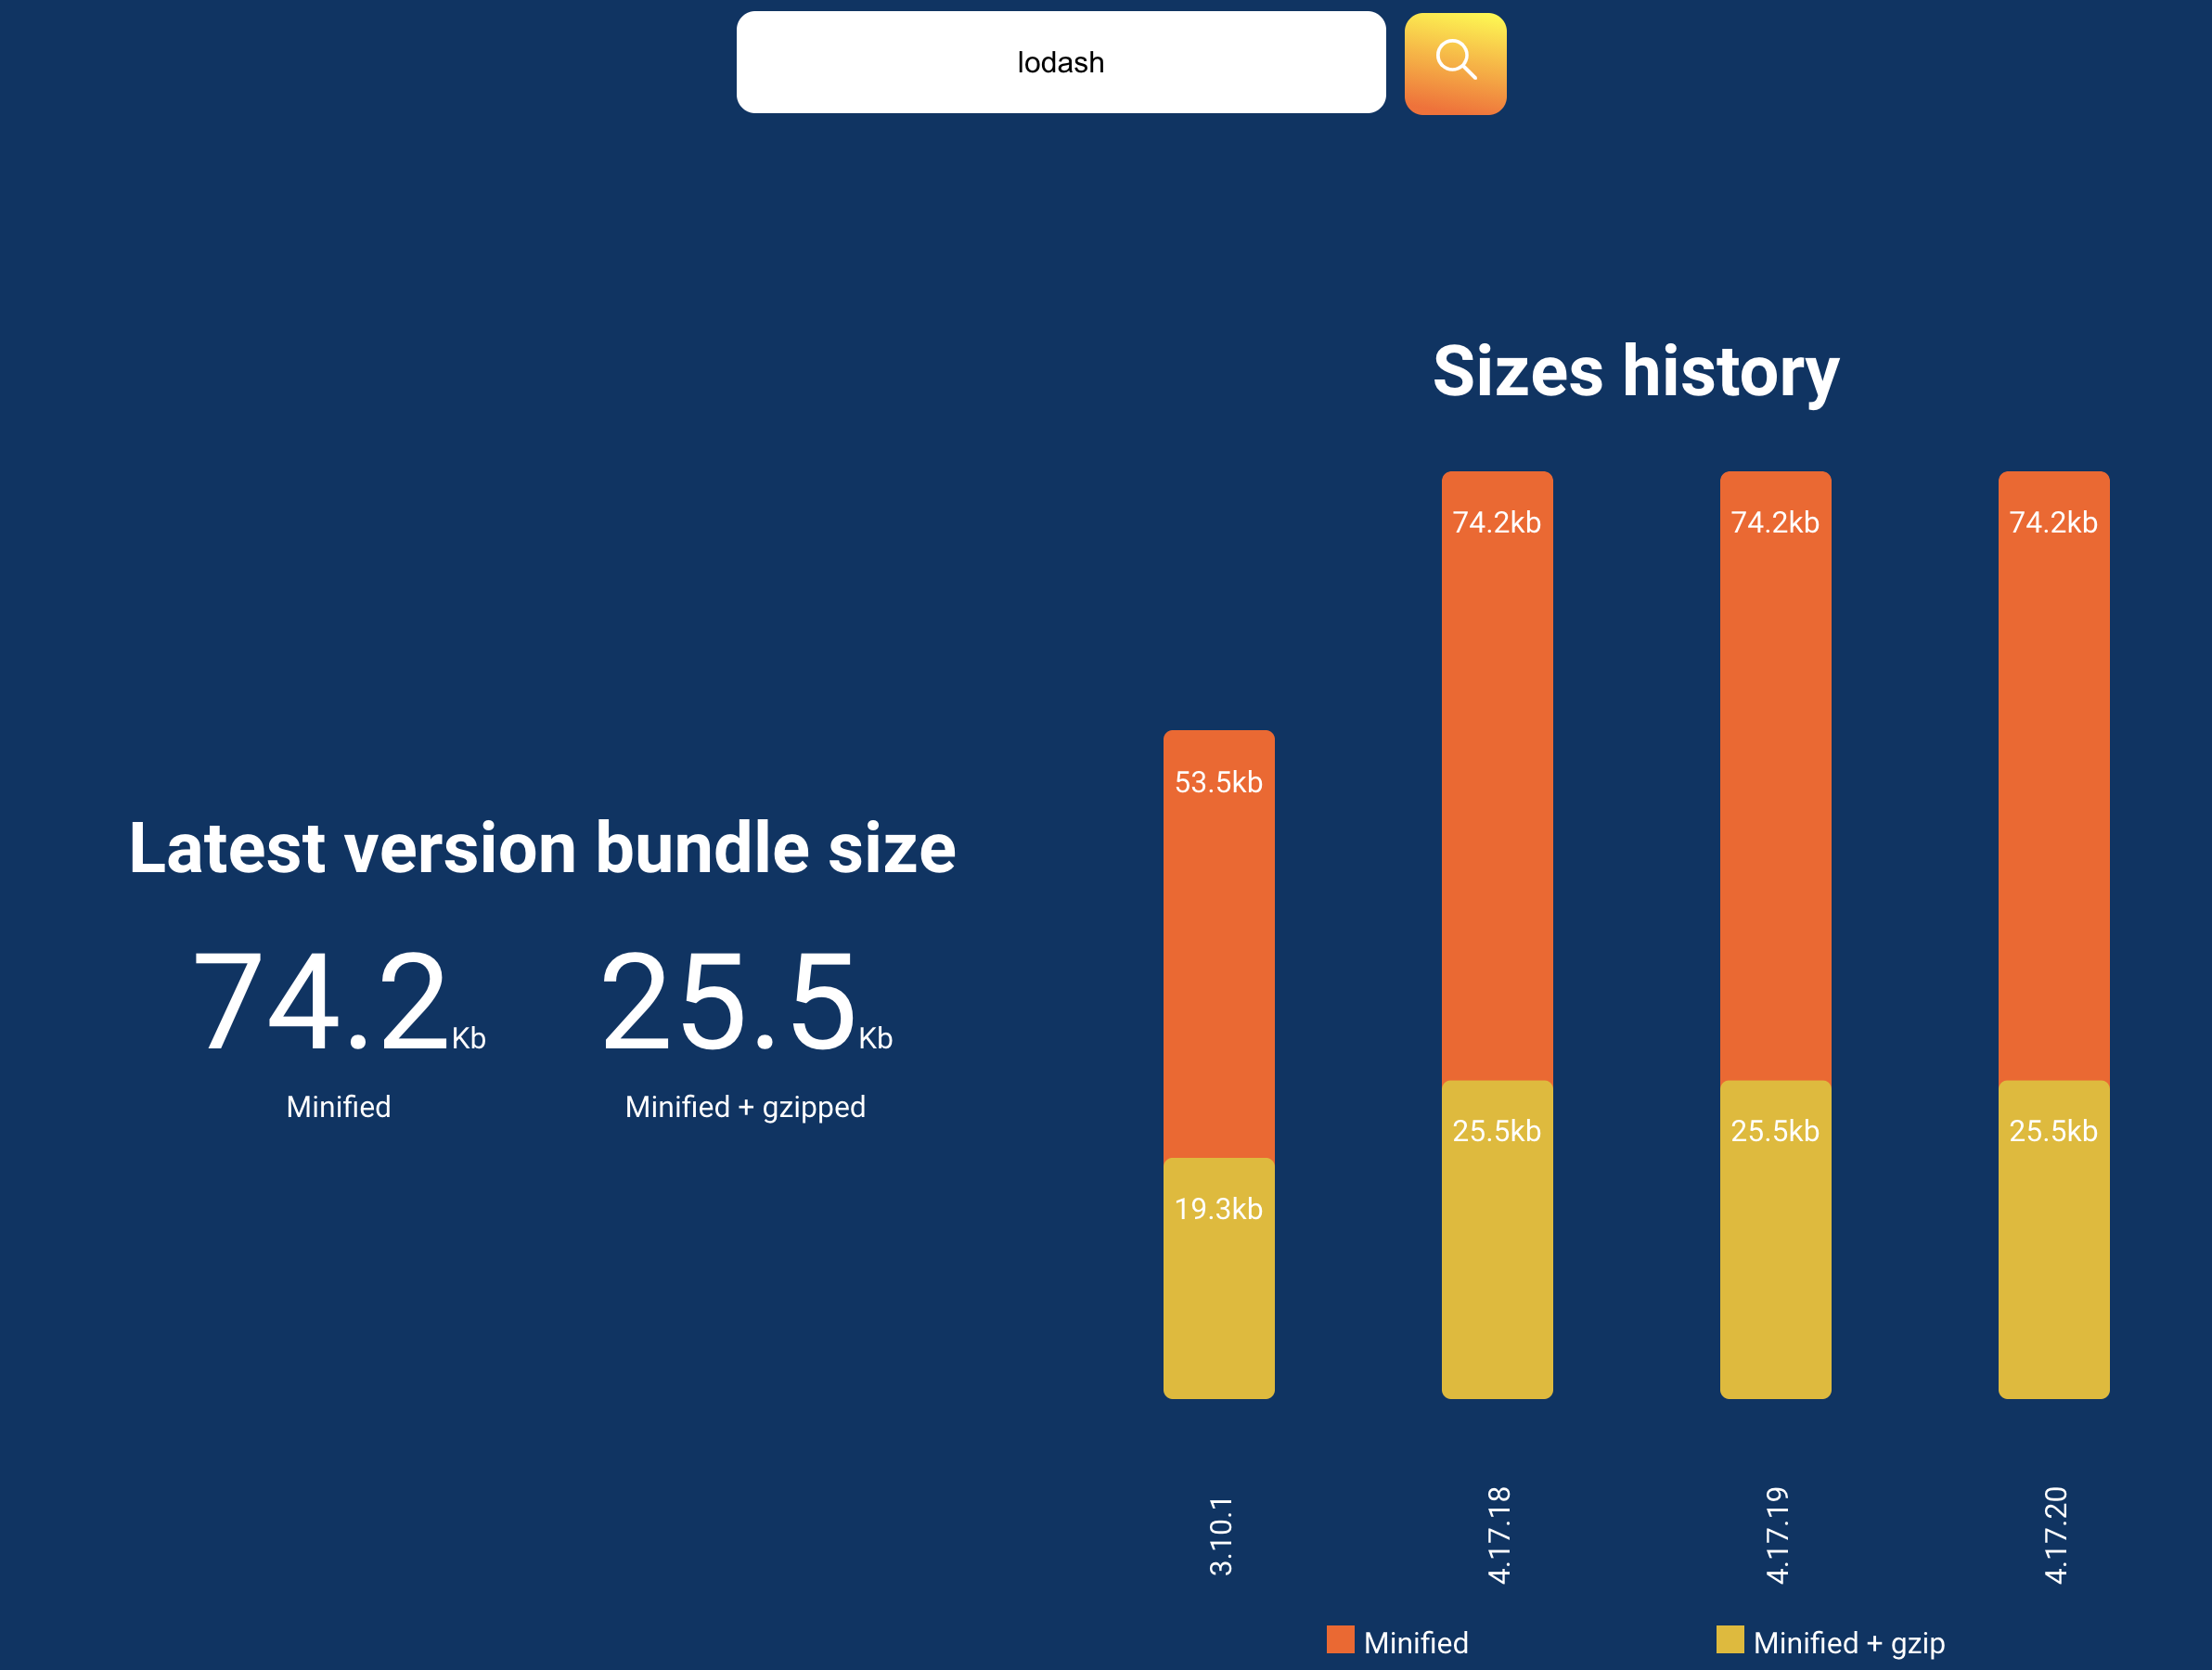 lodash
Latest version bundle size
74.2Kb
Minified
25.5Kb
Minified + gzipped
Sizes history
53.5kb
19.3kb
3.10.1
74.2kb
25.5kb
4.17.18
74.2kb
25.5kb
4.17.19
74.2kb
25.5kb
4.17.20
Minified
Minified + gzip